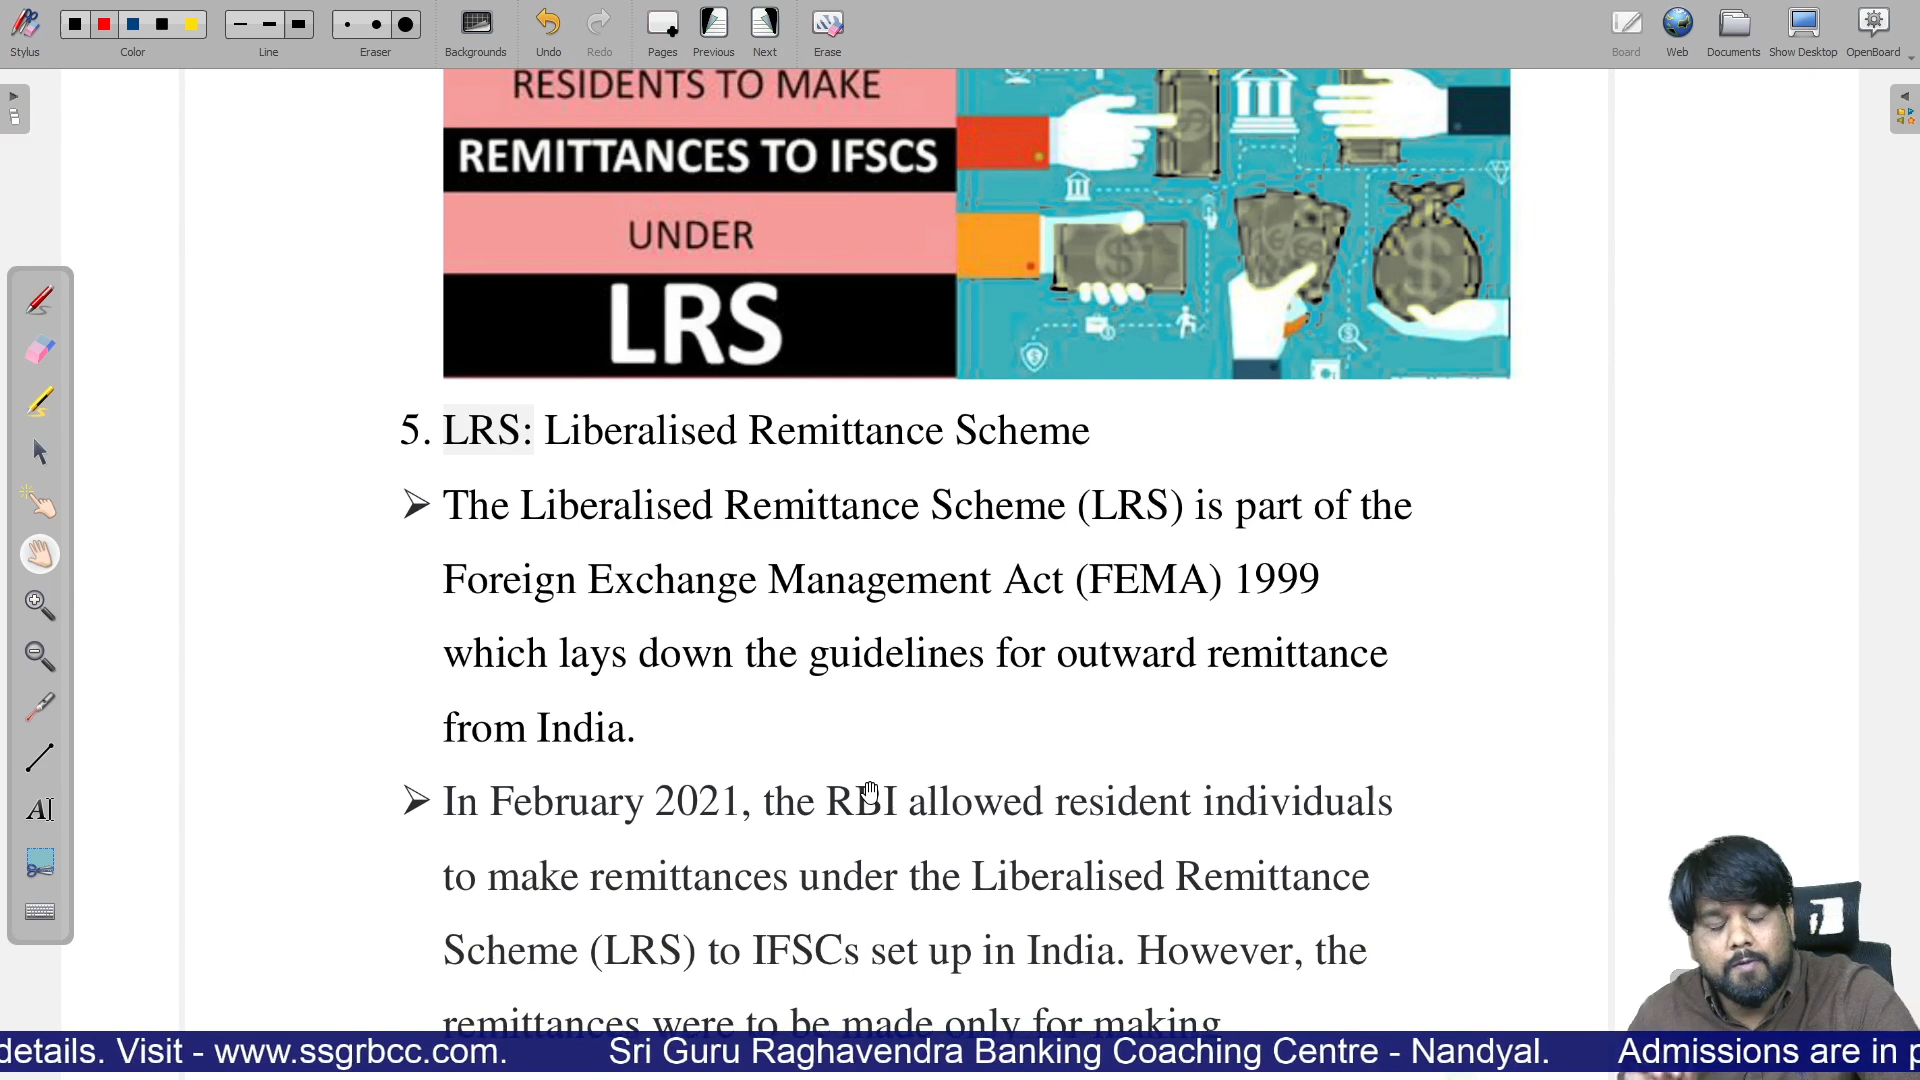 Stylus
Color
Line
Eraser
Backgrounds
Undo
Redo
Pages
Previous
Next
Erase
Board
Web
Documents
Show Desktop
OpenBoard
RESIDENTS TO MAKE
REMITTANCES TO IFSCS
UNDER
LRS
5. LRS: Liberalised Remittance Scheme
➢ The Liberalised Remittance Scheme (LRS) is part of the
Foreign Exchange Management Act (FEMA) 1999
which lays down the guidelines for outward remittance
from India.
➢ In February 2021, the RBI allowed resident individuals
to make remittances under the Liberalised Remittance
Scheme (LRS) to IFSCs set up in India. However, the
remittances were to be made only for making
details. Visit - www.ssgrbcc.com. Sri Guru Raghavendra Banking Coaching Centre - Nandyal. Admissions are in p